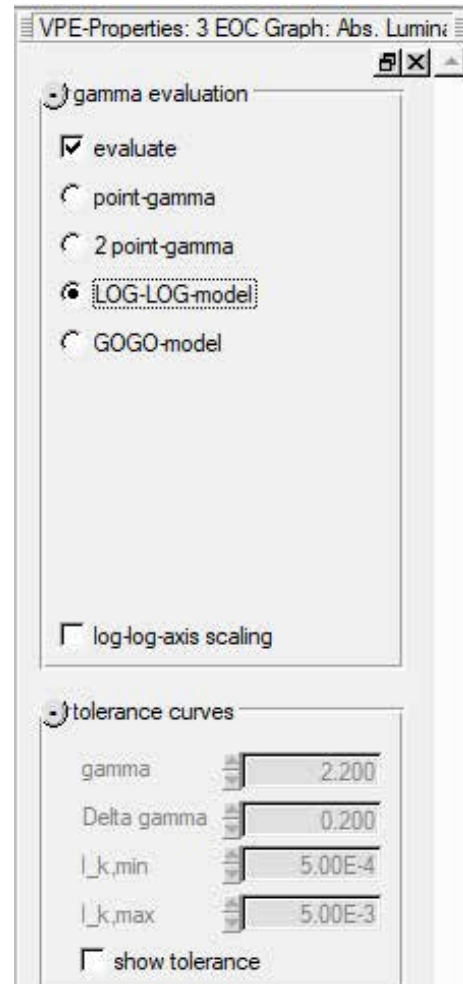 VPE-Properties: 3 EOC Graph: Abs. Lumina
gamma evaluation
evaluate
point-gamma
2 point-gamma
LOG-LOG-model
GOGO-model
log-log-axis scaling
tolerance curves
gamma 2.200
Delta gamma 0.200
l_k,min 5.00E-4
l_k,max 5.00E-3
show tolerance